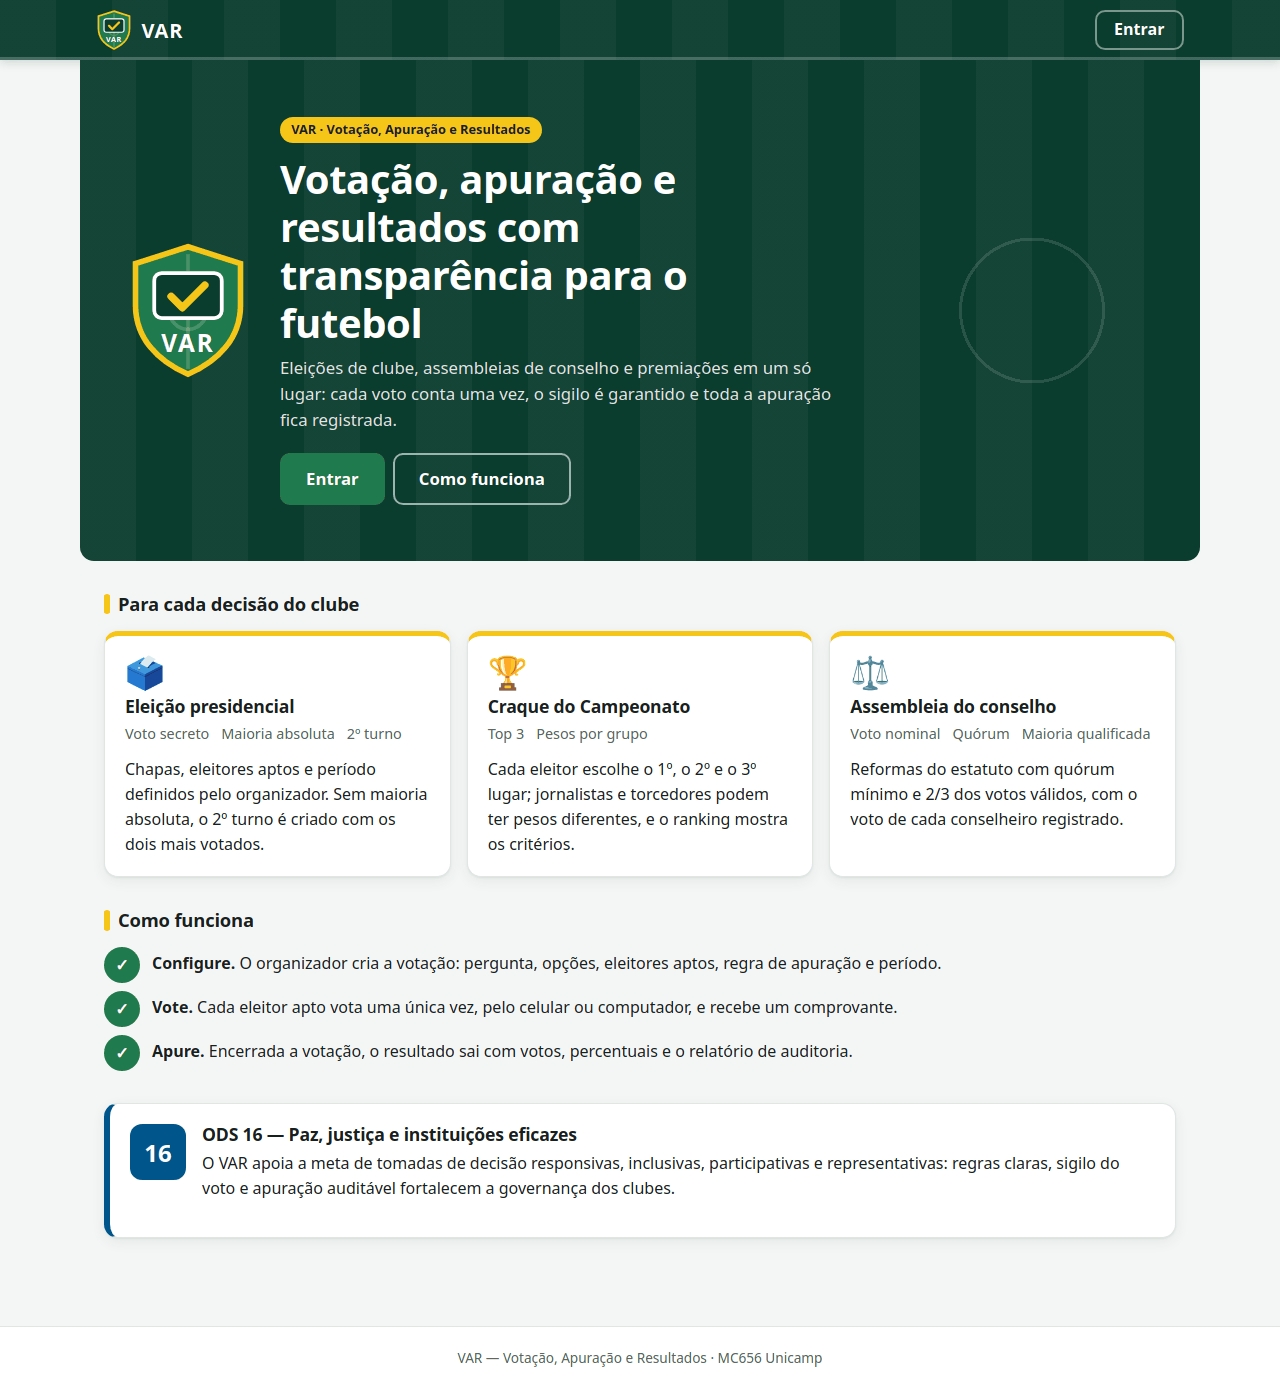 VAR
VAR
Entrar
VAR · Votação, Apuração e Resultados
Votação, apuração e
resultados com
transparência para o
futebol
VAR
Eleições de clube, assembleias de conselho e premiações em um só
lugar: cada voto conta uma vez, o sigilo é garantido e toda a apuração
fica registrada.
Entrar
Como funciona
Para cada decisão do clube
Eleição presidencial
Voto secreto Maioria absoluta 2º turno
Chapas, eleitores aptos e período
definidos pelo organizador. Sem maioria
absoluta, o 2º turno é criado com os
dois mais votados.
Craque do Campeonato
Top 3 Pesos por grupo
Cada eleitor escolhe o 1º, o 2º e o 3º
lugar; jornalistas e torcedores podem
ter pesos diferentes, e o ranking mostra
os critérios.
Assembleia do conselho
Voto nominal Quórum Maioria qualificada
Reformas do estatuto com quórum
mínimo e 2/3 dos votos válidos, com o
voto de cada conselheiro registrado.
Como funciona
✓ Configure. O organizador cria a votação: pergunta, opções, eleitores aptos, regra de apuração e período.
✓ Vote. Cada eleitor apto vota uma única vez, pelo celular ou computador, e recebe um comprovante.
✓ Apure. Encerrada a votação, o resultado sai com votos, percentuais e o relatório de auditoria.
16
ODS 16 — Paz, justiça e instituições eficazes
O VAR apoia a meta de tomadas de decisão responsivas, inclusivas, participativas e representativas: regras claras, sigilo do
voto e apuração auditável fortalecem a governança dos clubes.
VAR — Votação, Apuração e Resultados · MC656 Unicamp